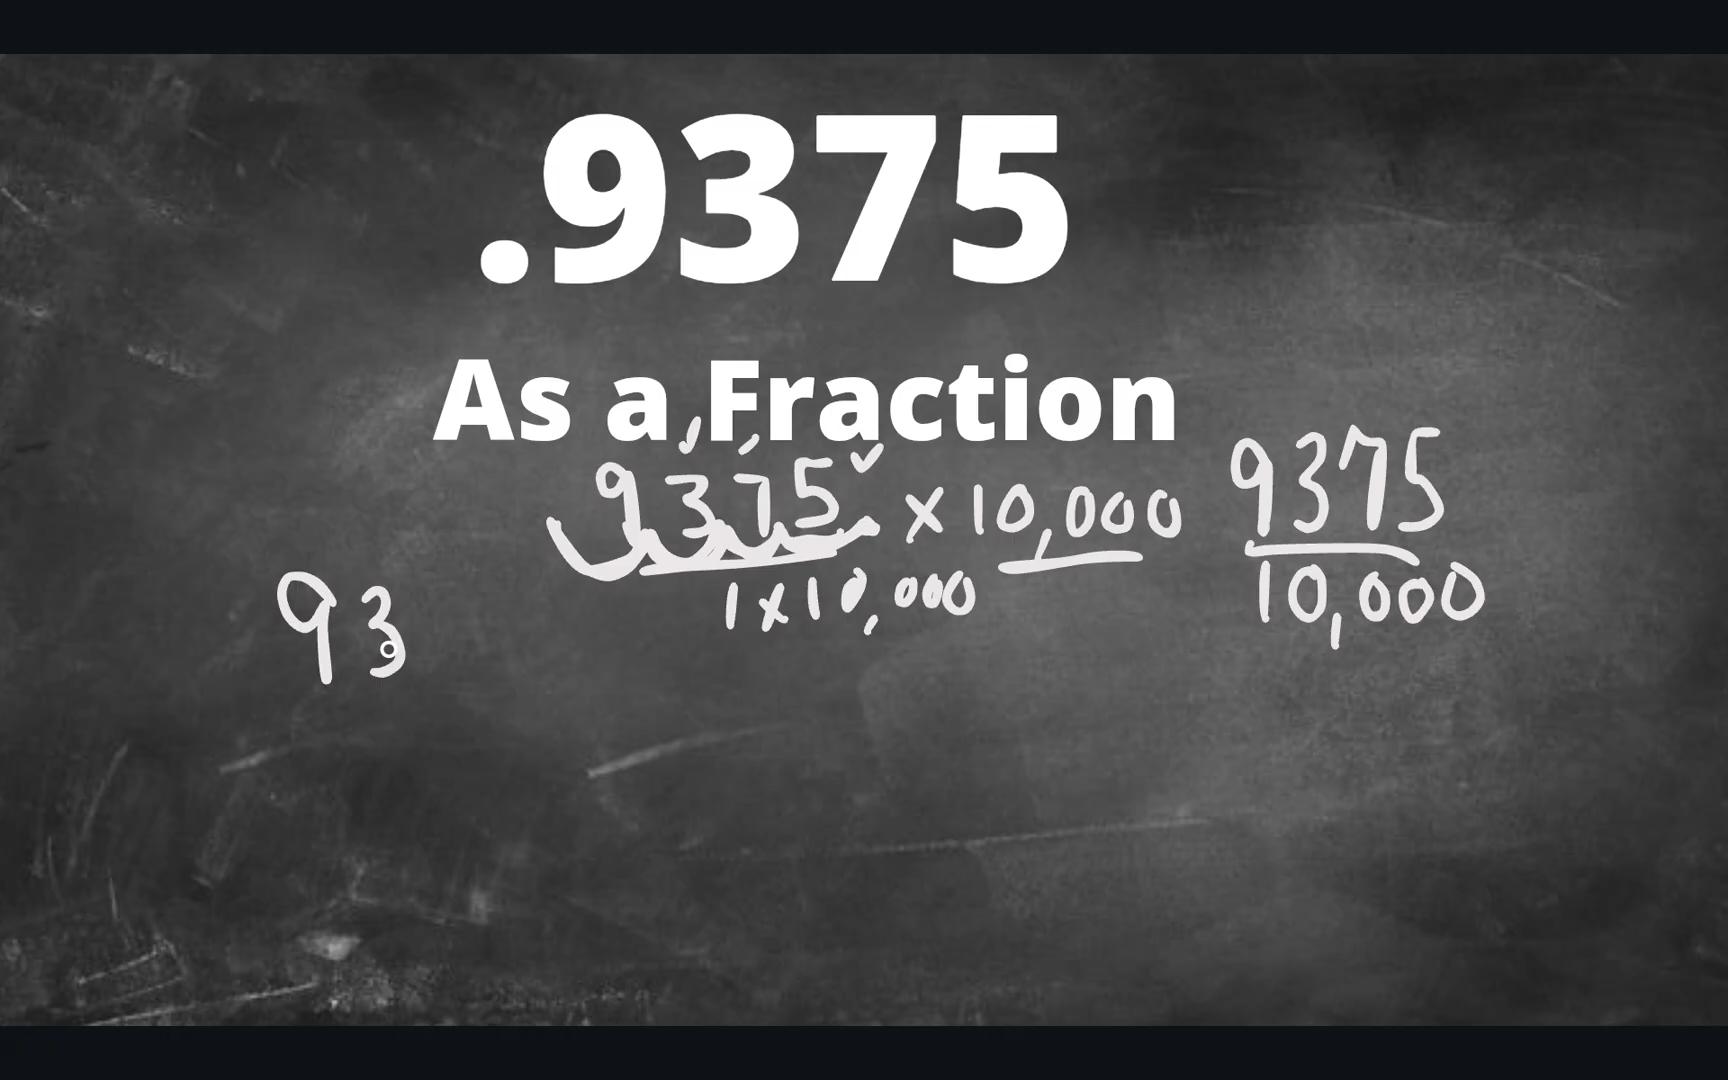 .9375
As a Fraction
9375 × 10,000
1 × 10,000
9375
10,000
93